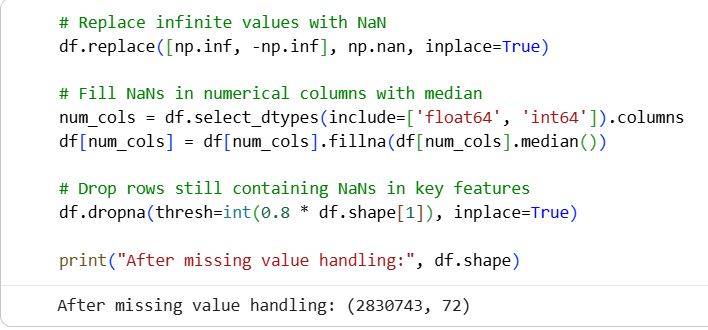 # Replace infinite values with NaN
df.replace([np.inf, -np.inf], np.nan, inplace=True)
# Fill NaNs in numerical columns with median
num_cols = df.select_dtypes(include=['float64', 'int64']).columns
df[num_cols] = df[num_cols].fillna(df[num_cols].median())
# Drop rows still containing NaNs in key features
df.dropna(thresh=int(0.8 * df.shape[1]), inplace=True)
print("After missing value handling:", df.shape)
After missing value handling: (2830743, 72)